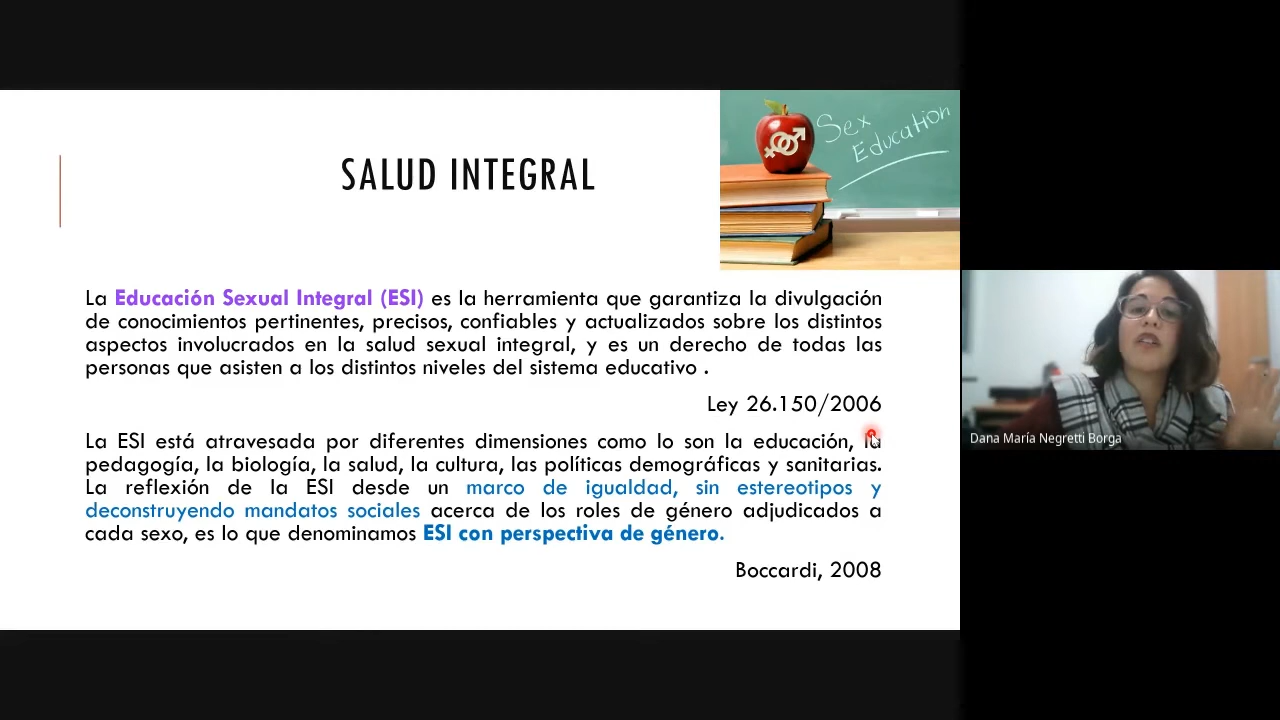 Sex
Education
SALUD INTEGRAL
La Educación Sexual Integral (ESI) es la herramienta que garantiza la divulgación
de conocimientos pertinentes, precisos, confiables y actualizados sobre los distintos
aspectos involucrados en la salud sexual integral, y es un derecho de todas las
personas que asisten a los distintos niveles del sistema educativo .
Ley 26.150/2006
La ESI está atravesada por diferentes dimensiones como lo son la educación, la
pedagogía, la biología, la salud, la cultura, las políticas demográficas y sanitarias.
La reflexión de la ESI desde un marco de igualdad, sin estereotipos y
deconstruyendo mandatos sociales acerca de los roles de género adjudicados a
cada sexo, es lo que denominamos ESI con perspectiva de género.
Boccardi, 2008
Dana María Negretti Borga